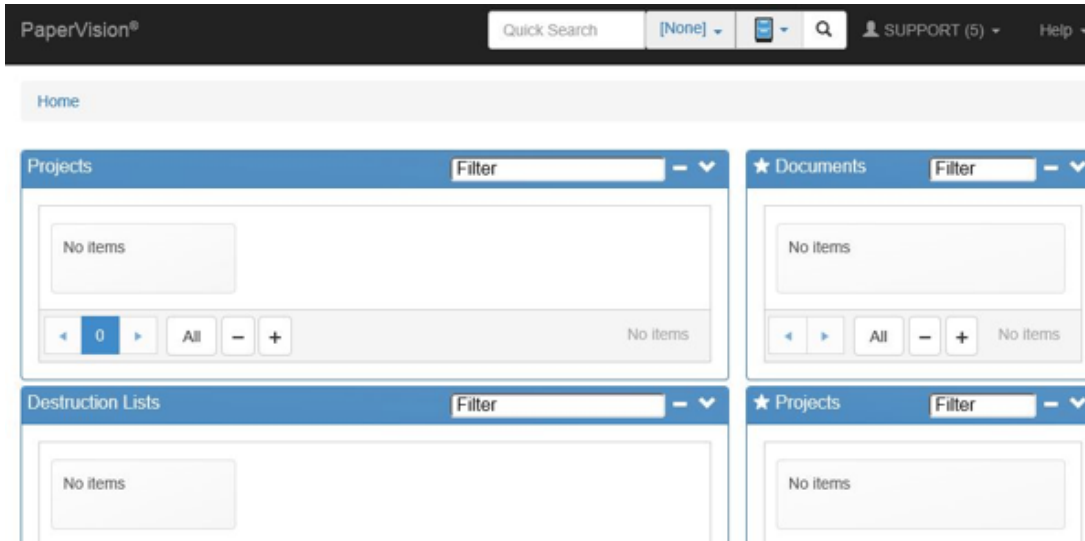 PaperVision®
Quick Search
[None]
SUPPORT (5)
Help
Home
Projects
Filter
No items
0
All
No items
Documents
Filter
No items
All
No items
Destruction Lists
Filter
No items
Projects
Filter
No items